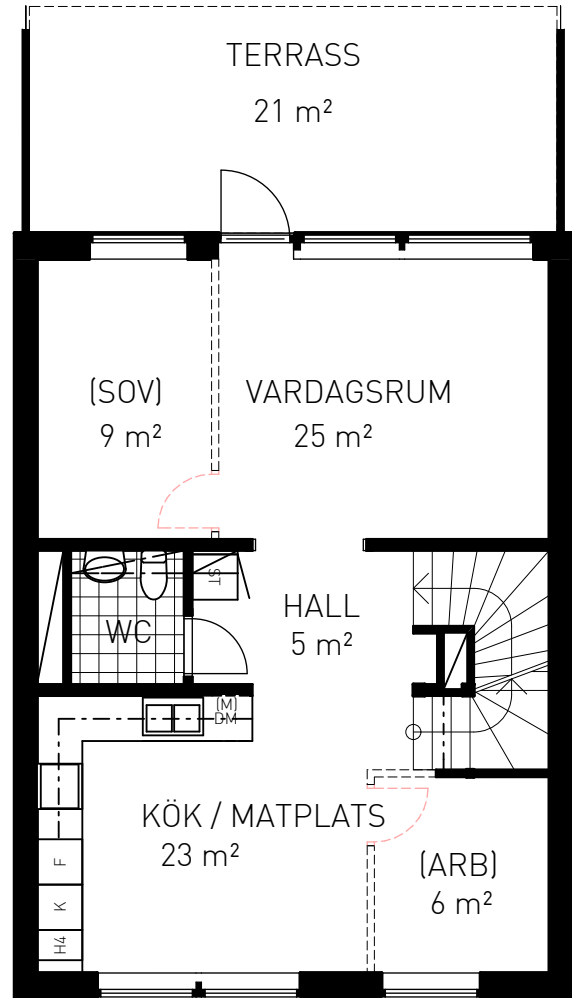 TERRASS
21 m²
(SOV)
9 m²
VARDAGSRUM
25 m²
ST
WC
HALL
5 m²
(M)
DM
KÖK / MATPLATS
23 m²
F
K
H4
(ARB)
6 m²